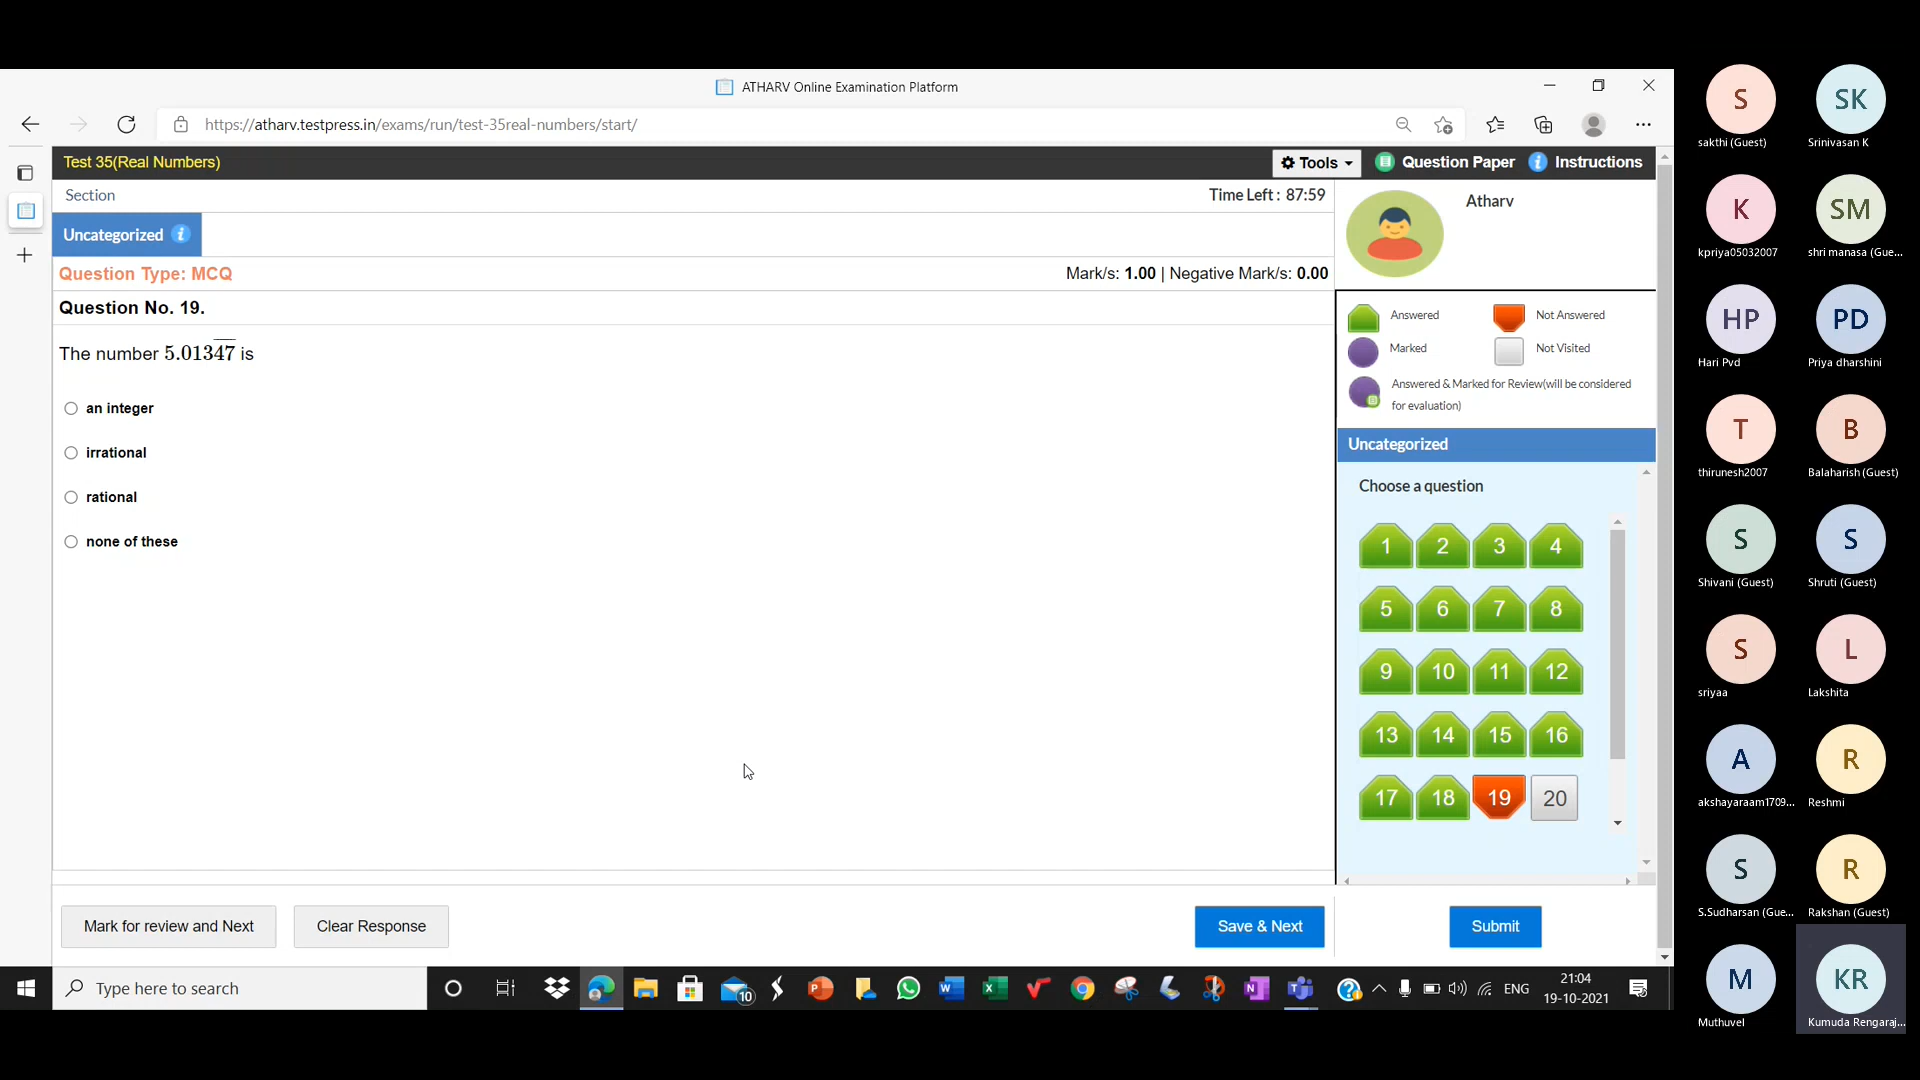 ATHARV Online Examination Platform
https://atharv.testpress.in/exams/run/test-35real-numbers/start/
Test 35(Real Numbers)
Tools
Question Paper
Instructions
Section
Time Left : 87:59
Atharv
Uncategorized
Question Type: MCQ
Mark/s: 1.00 | Negative Mark/s: 0.00
Question No. 19.
The number 5.013\overline{47} is
an integer
irrational
rational
none of these
Answered
Not Answered
Marked
Not Visited
Answered & Marked for Review(will be considered
for evaluation)
Uncategorized
Choose a question
1 2 3 4
5 6 7 8
9 10 11 12
13 14 15 16
17 18 19 20
Mark for review and Next
Clear Response
Save & Next
Submit
Type here to search
10
ENG
21:04
19-10-2021
S
sakthi (Guest)
SK
Srinivasan K
K
kpriya05032007
SM
shri manasa (Gue...
HP
Hari Pvd
PD
Priya dharshini
T
thirunesh2007
B
Balaharish (Guest)
S
Shivani (Guest)
S
Shruti (Guest)
S
sriyaa
L
Lakshita
A
akshayaraam1709...
R
Reshmi
S
S.Sudharsan (Gue...
R
Rakshan (Guest)
M
Muthuvel
KR
Kumuda Rengaraj...